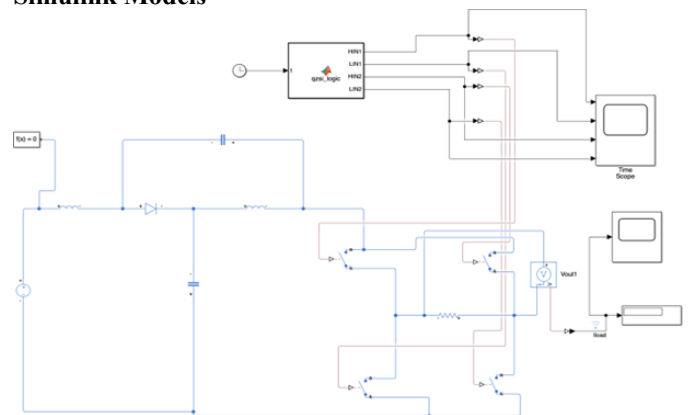 Simulink Models
t
HIN1
LIN1
qzsi_logic
HIN2
LIN2
f(x) = 0
Time
Scope
V
Vout1
Iload